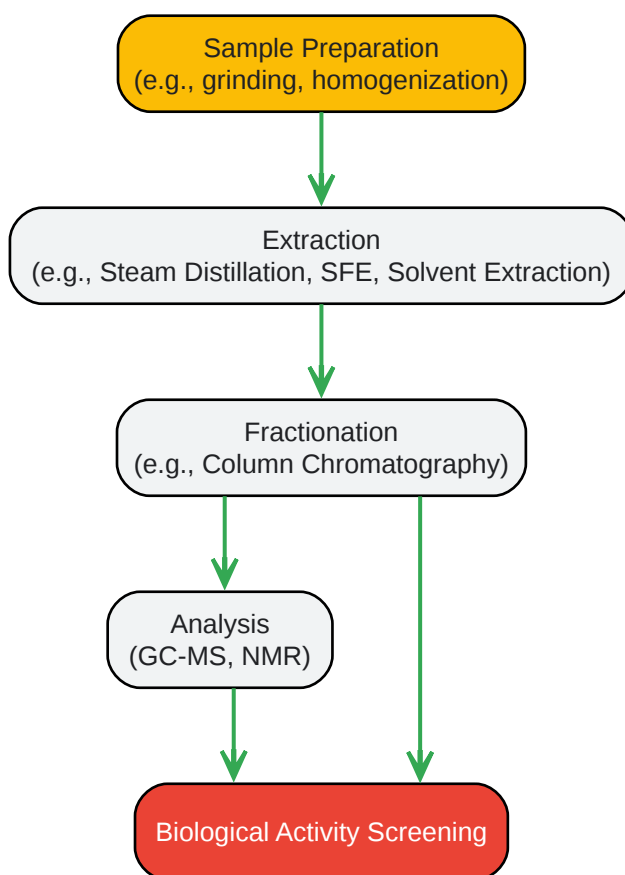 Sample Preparation
(e.g., grinding, homogenization)
Extraction
(e.g., Steam Distillation, SFE, Solvent Extraction)
Fractionation
(e.g., Column Chromatography)
Analysis
(GC-MS, NMR)
Biological Activity Screening